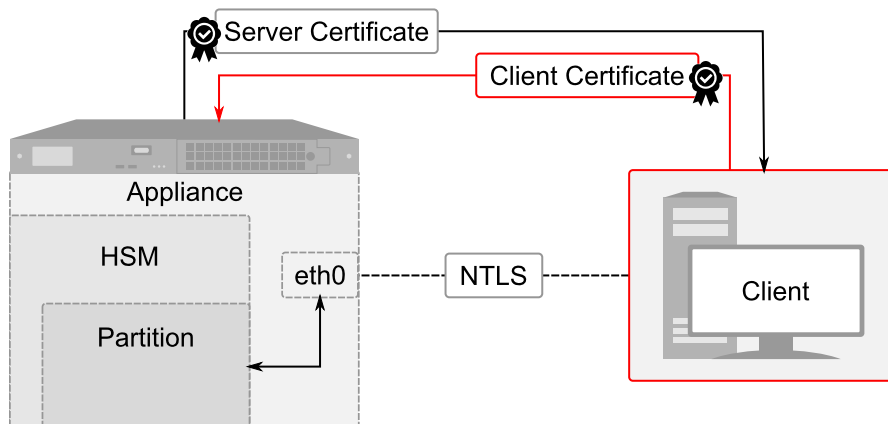 Server Certificate
Client Certificate
Appliance
HSM
eth0
NTLS
Client
Partition